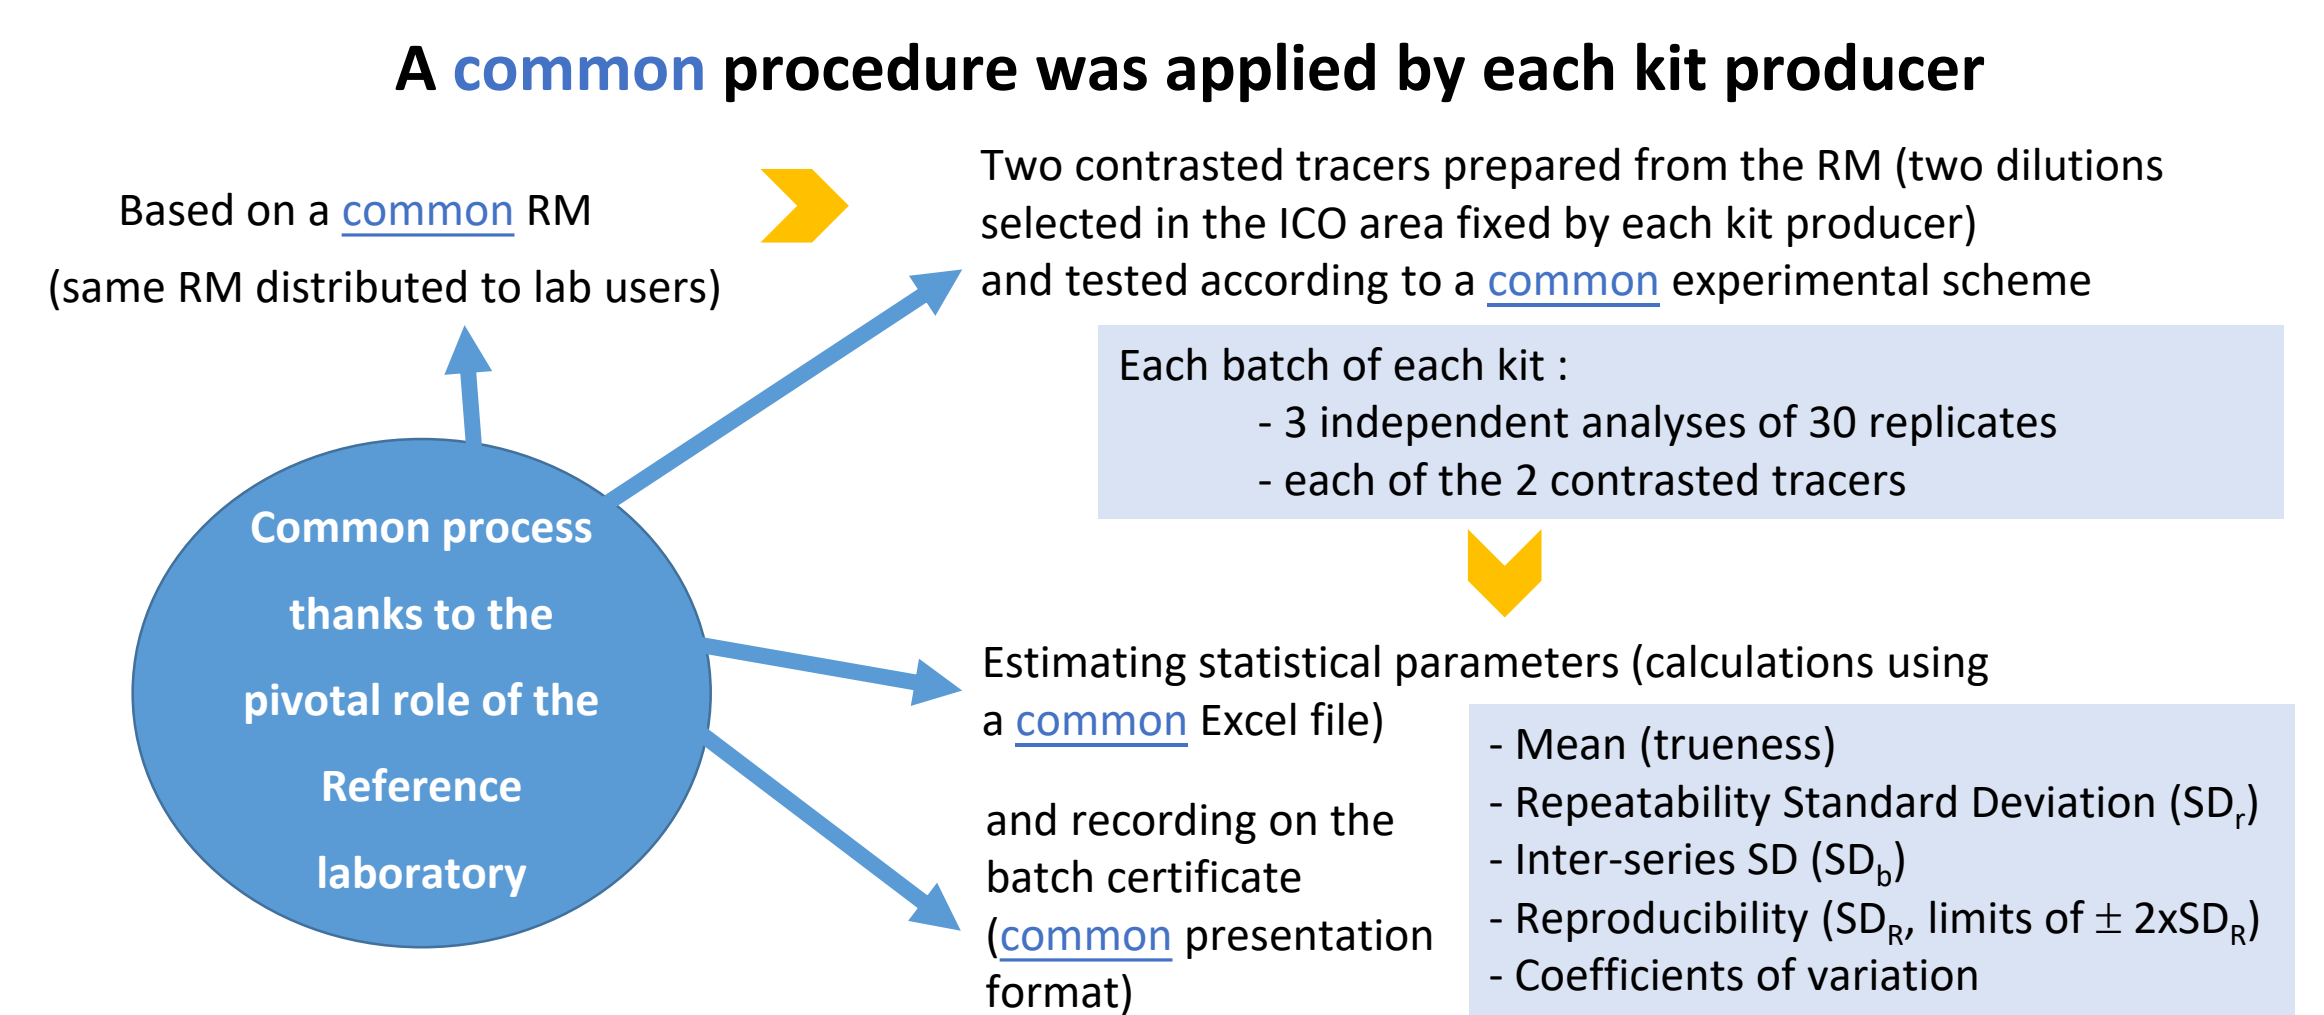 A common procedure was applied by each kit producer
Based on a common RM
(same RM distributed to lab users)
Two contrasted tracers prepared from the RM (two dilutions
selected in the ICO area fixed by each kit producer)
and tested according to a common experimental scheme
Each batch of each kit :
- 3 independent analyses of 30 replicates
- each of the 2 contrasted tracers
Common process
thanks to the
pivotal role of the
Reference
laboratory
Estimating statistical parameters (calculations using
a common Excel file)
and recording on the
batch certificate
(common presentation
format)
- Mean (trueness)
- Repeatability Standard Deviation (SDr)
- Inter-series SD (SDb)
- Reproducibility (SDR, limits of ± 2xSDR)
- Coefficients of variation